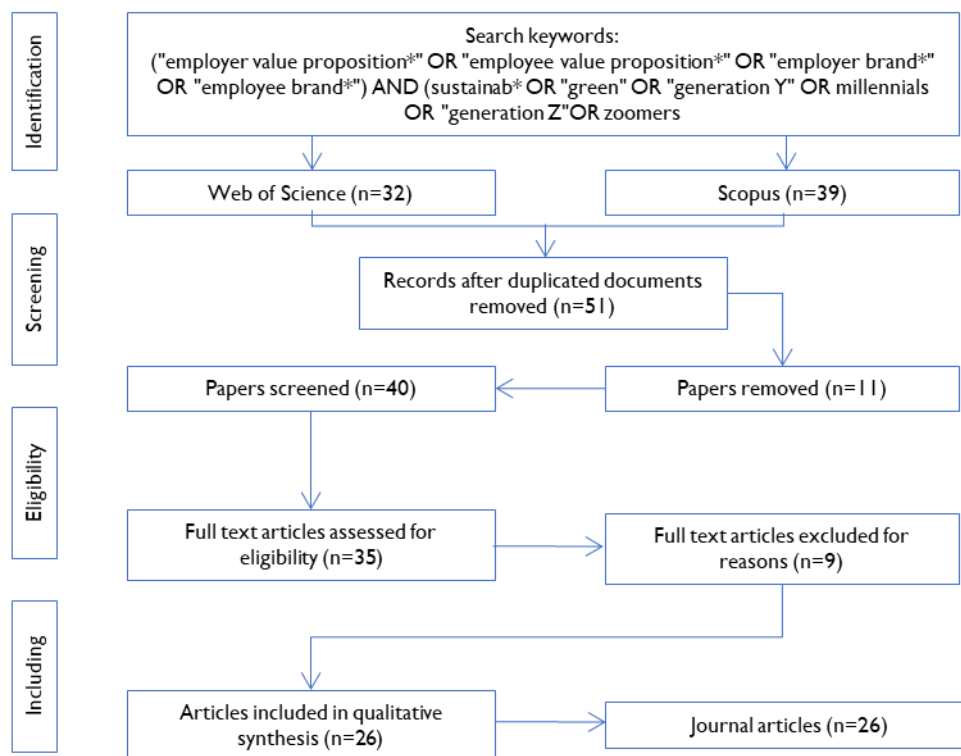 Identification
Search keywords:
("employer value proposition*" OR "employee value proposition*" OR "employer brand*"
OR "employee brand*") AND (sustainab* OR "green" OR "generation Y" OR millennials
OR "generation Z"OR zoomers
Web of Science (n=32)
Scopus (n=39)
Screening
Records after duplicated documents
removed (n=51)
Papers screened (n=40)
Papers removed (n=11)
Eligibility
Full text articles assessed for
eligibility (n=35)
Full text articles excluded for
reasons (n=9)
Including
Articles included in qualitative
synthesis (n=26)
Journal articles (n=26)